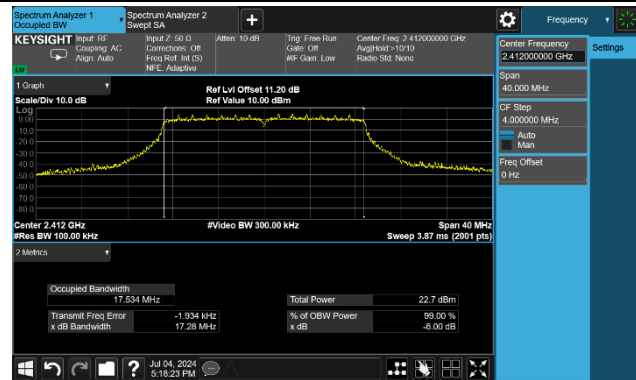 Spectrum Analyzer 1
Occupied BW
Spectrum Analyzer 2
Swept SA
Frequency
KEYSIGHT
Input: RF
Coupling: AC
Align: Auto
Input Z: 50 Ω
Corrections: Off
Freq Ref: Int (S)
NFE: Adaptive
Atten: 10 dB
Trig: Free Run
Gate: Off
#IF Gain: Low
Center Freq: 2.412000000 GHz
Avg|Hold:>10/10
Radio Std: None
Center Frequency
2.412000000 GHz
Settings
Span
40.000 MHz
CF Step
4.000000 MHz
Auto
Man
Freq Offset
0 Hz
1 Graph
Scale/Div 10.0 dB
Ref Lvl Offset 11.20 dB
Ref Value 10.00 dBm
Log
0.00
-10.0
-20.0
-30.0
-40.0
-50.0
-60.0
-70.0
-80.0
Center 2.412 GHz
#Res BW 100.00 kHz
#Video BW 300.00 kHz
Span 40 MHz
Sweep 3.87 ms (2001 pts)
2 Metrics
Occupied Bandwidth
17.534 MHz
Total Power 22.7 dBm
Transmit Freq Error -1.934 kHz
% of OBW Power 99.00 %
x dB Bandwidth 17.28 MHz
x dB -6.00 dB
Jul 04, 2024
5:18:23 PM